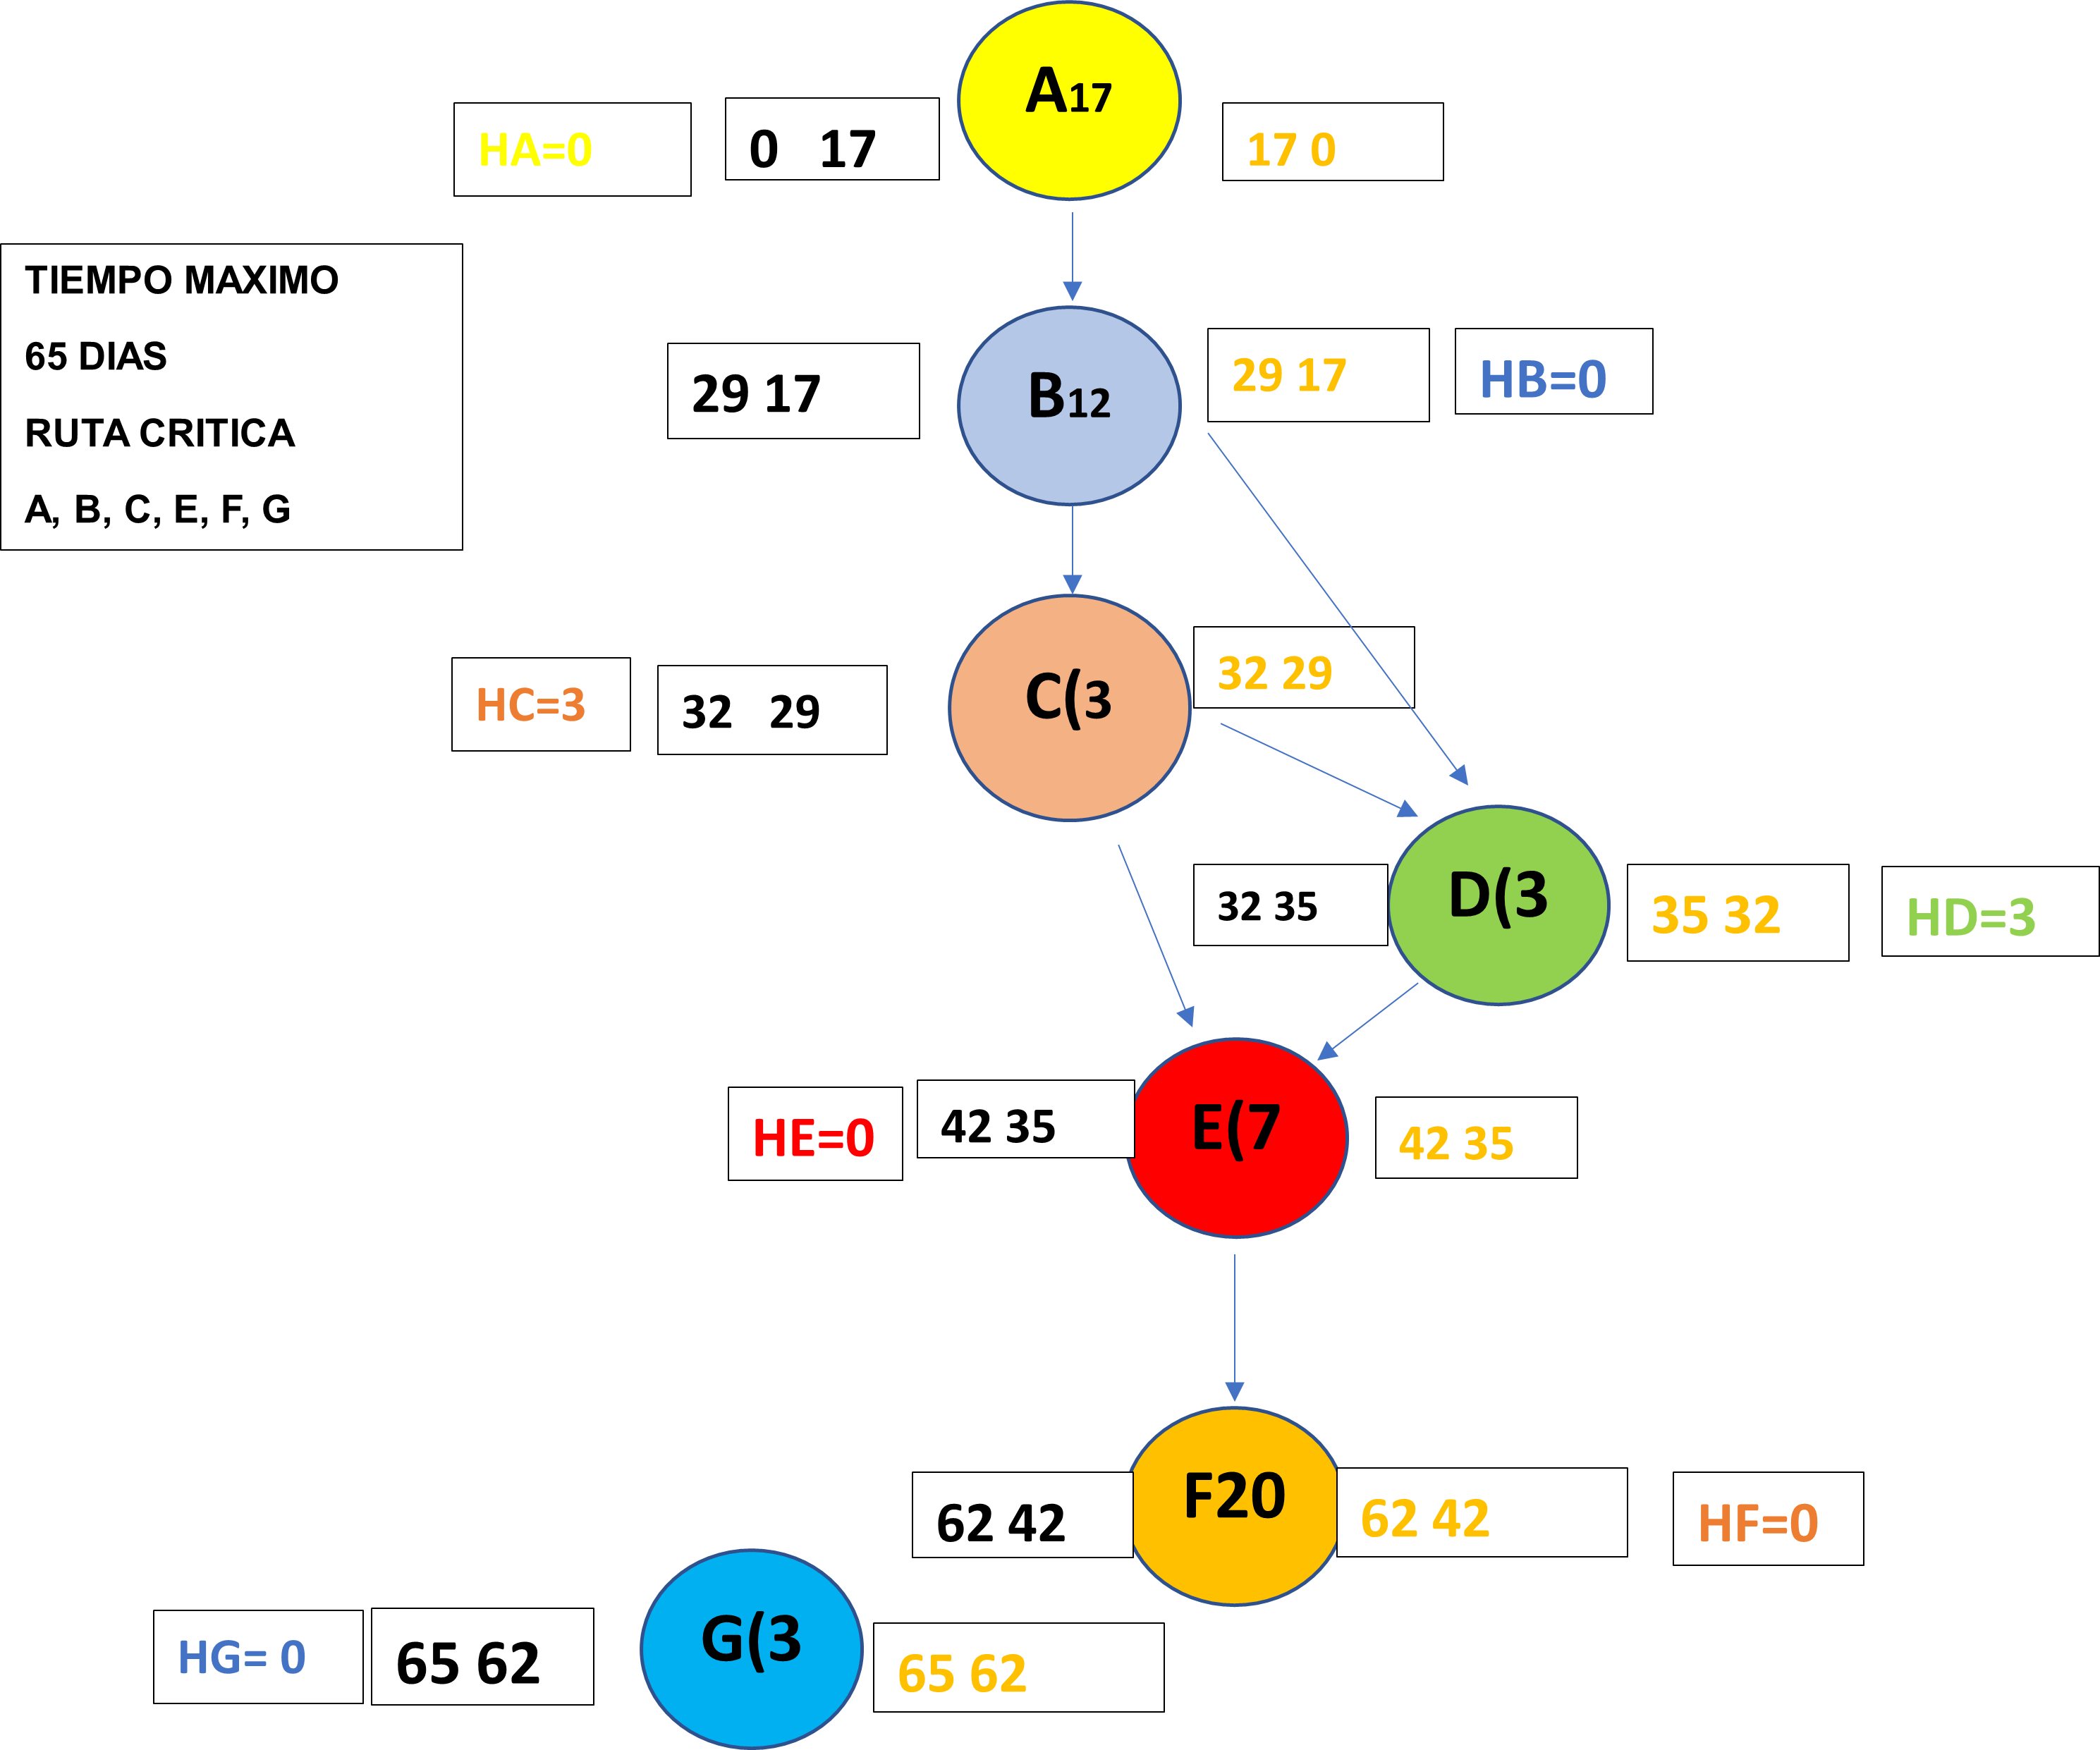 A17
HA=0
0 17
17 0
TIEMPO MAXIMO
65 DIAS
RUTA CRITICA
A, B, C, E, F, G
29 17
B12
29 17
HB=0
HC=3
32 29
C(3
32 29
32 35
D(3
35 32
HD=3
HE=0
42 35
E(7
42 35
62 42
F20
62 42
HF=0
HG= 0
65 62
G(3
65 62